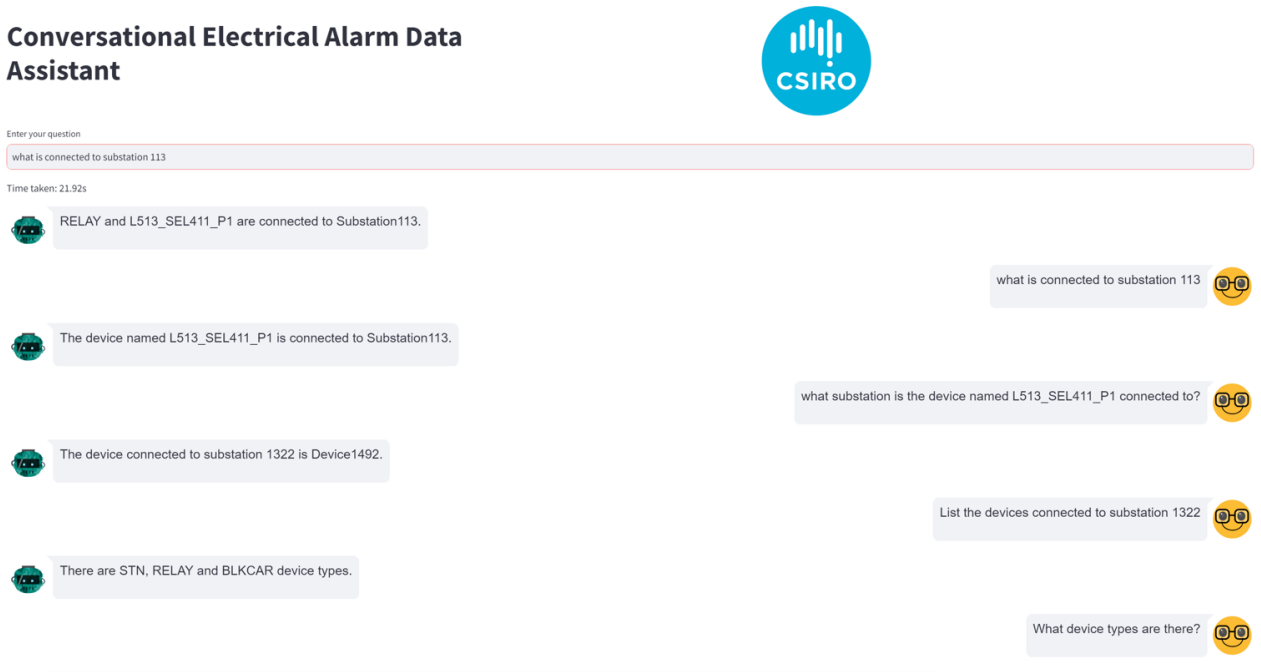 Conversational Electrical Alarm Data
Assistant
CSIRO
Enter your question
what is connected to substation 113
Time taken: 21.92s
RELAY and L513_SEL411_P1 are connected to Substation113.
what is connected to substation 113
The device named L513_SEL411_P1 is connected to Substation113.
what substation is the device named L513_SEL411_P1 connected to?
The device connected to substation 1322 is Device1492.
List the devices connected to substation 1322
There are STN, RELAY and BLKCAR device types.
What device types are there?